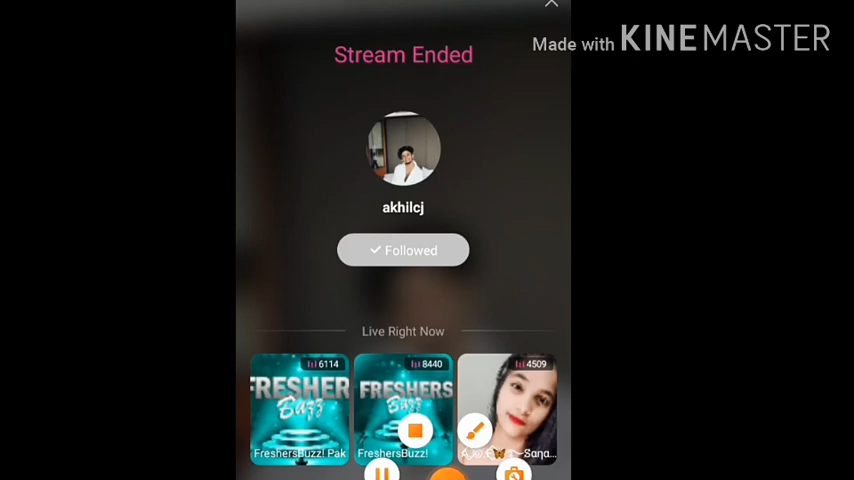 Made with KINEMASTER
Stream Ended
akhilcj
Followed
Live Right Now
6114
8440
4509
FRESHER
Buzz
FRESHERS
Buzz
FreshersBuzz! Pak
FreshersBuzz!